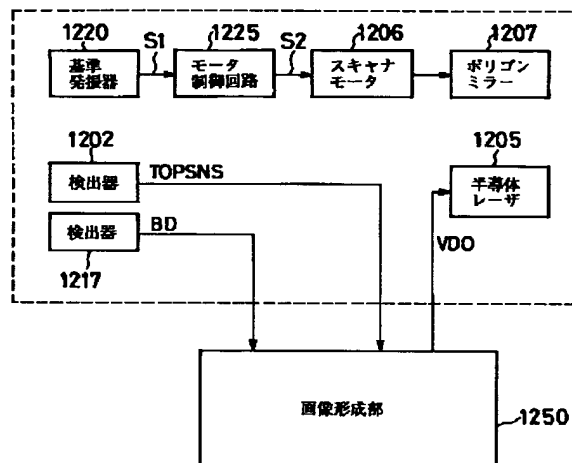 1220 S1 1225 S2 1206 1207
基準
発振器
モータ
制御回路
スキャナ
モータ
ポリゴン
ミラー
1202
TOPSNS
検出器
1205
半導体
レーザ
検出器
BD
1217
VDO
画像形成部
1250